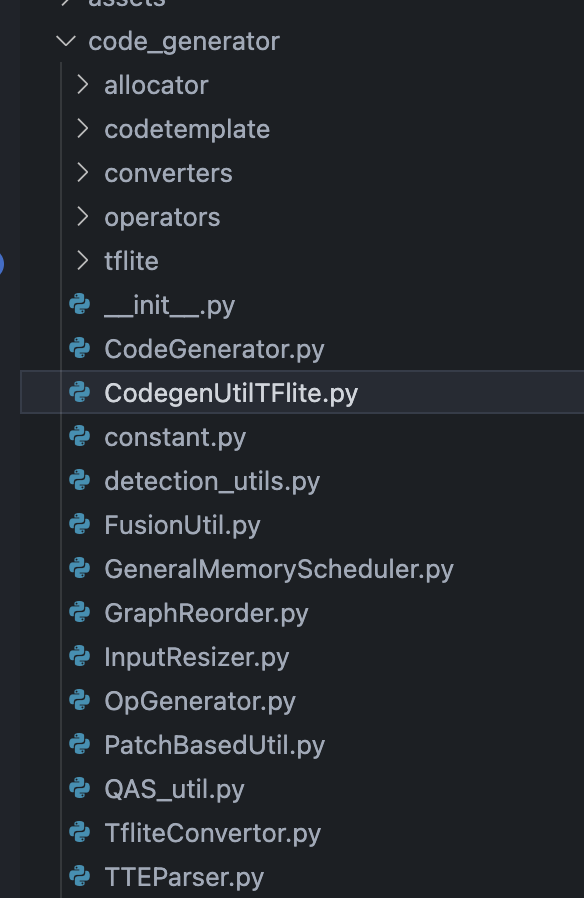 assets
code_generator
allocator
codetemplate
converters
operators
tflite
__init__.py
CodeGenerator.py
CodegenUtilTFlite.py
constant.py
detection_utils.py
FusionUtil.py
GeneralMemoryScheduler.py
GraphReorder.py
InputResizer.py
OpGenerator.py
PatchBasedUtil.py
QAS_util.py
TfliteConvertor.py
TTEParser.py